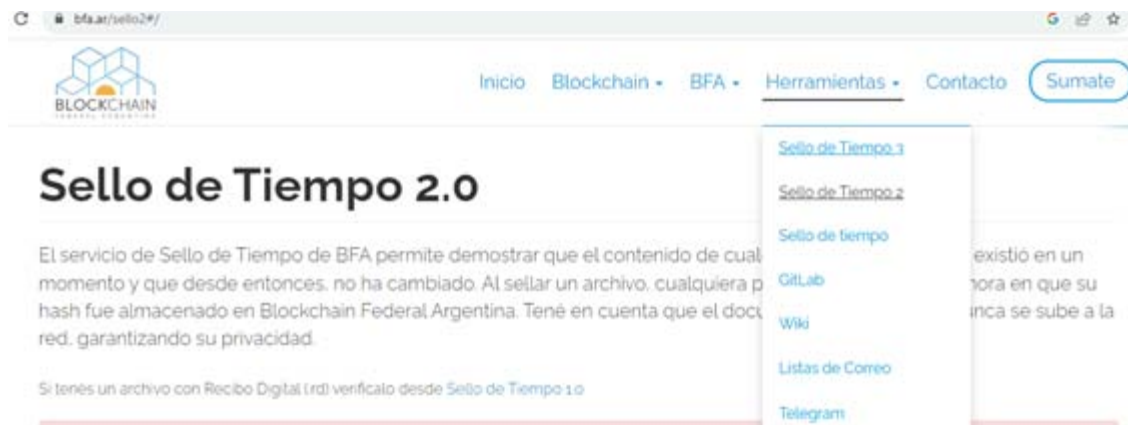 bfa.ar/sello2#/
BLOCKCHAIN
FEDERAL ARGENTINA
Inicio Blockchain BFA Herramientas Contacto Sumate
Sello de Tiempo 3
Sello de Tiempo 2
Sello de tiempo
GitLab
Wiki
Listas de Correo
Telegram
Sello de Tiempo 2.0
El servicio de Sello de Tiempo de BFA permite demostrar que el contenido de cual existió en un
momento y que desde entonces, no ha cambiado. Al sellar un archivo, cualquiera p hora en que su
hash fue almacenado en Blockchain Federal Argentina. Tené en cuenta que el docu unca se sube a la
red, garantizando su privacidad.
Si tenés un archivo con Recibo Digital (.rd) verificalo desde Sello de Tiempo 1.0